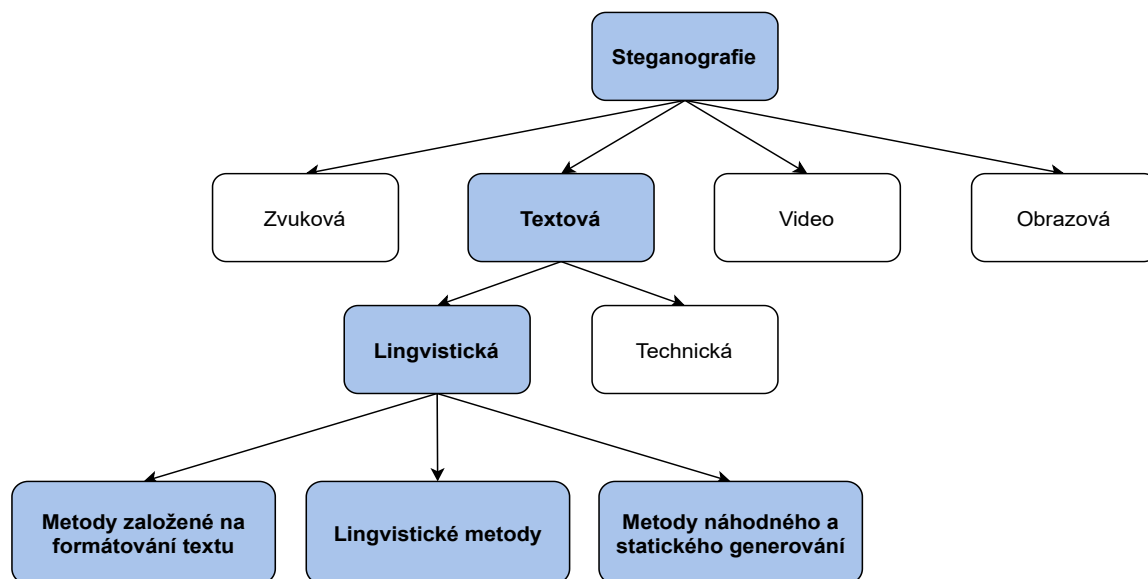 Steganografie
Zvuková
Textová
Video
Obrazová
Lingvistická
Technická
Metody založené na
formátování textu
Lingvistické metody
Metody náhodného a
statického generování